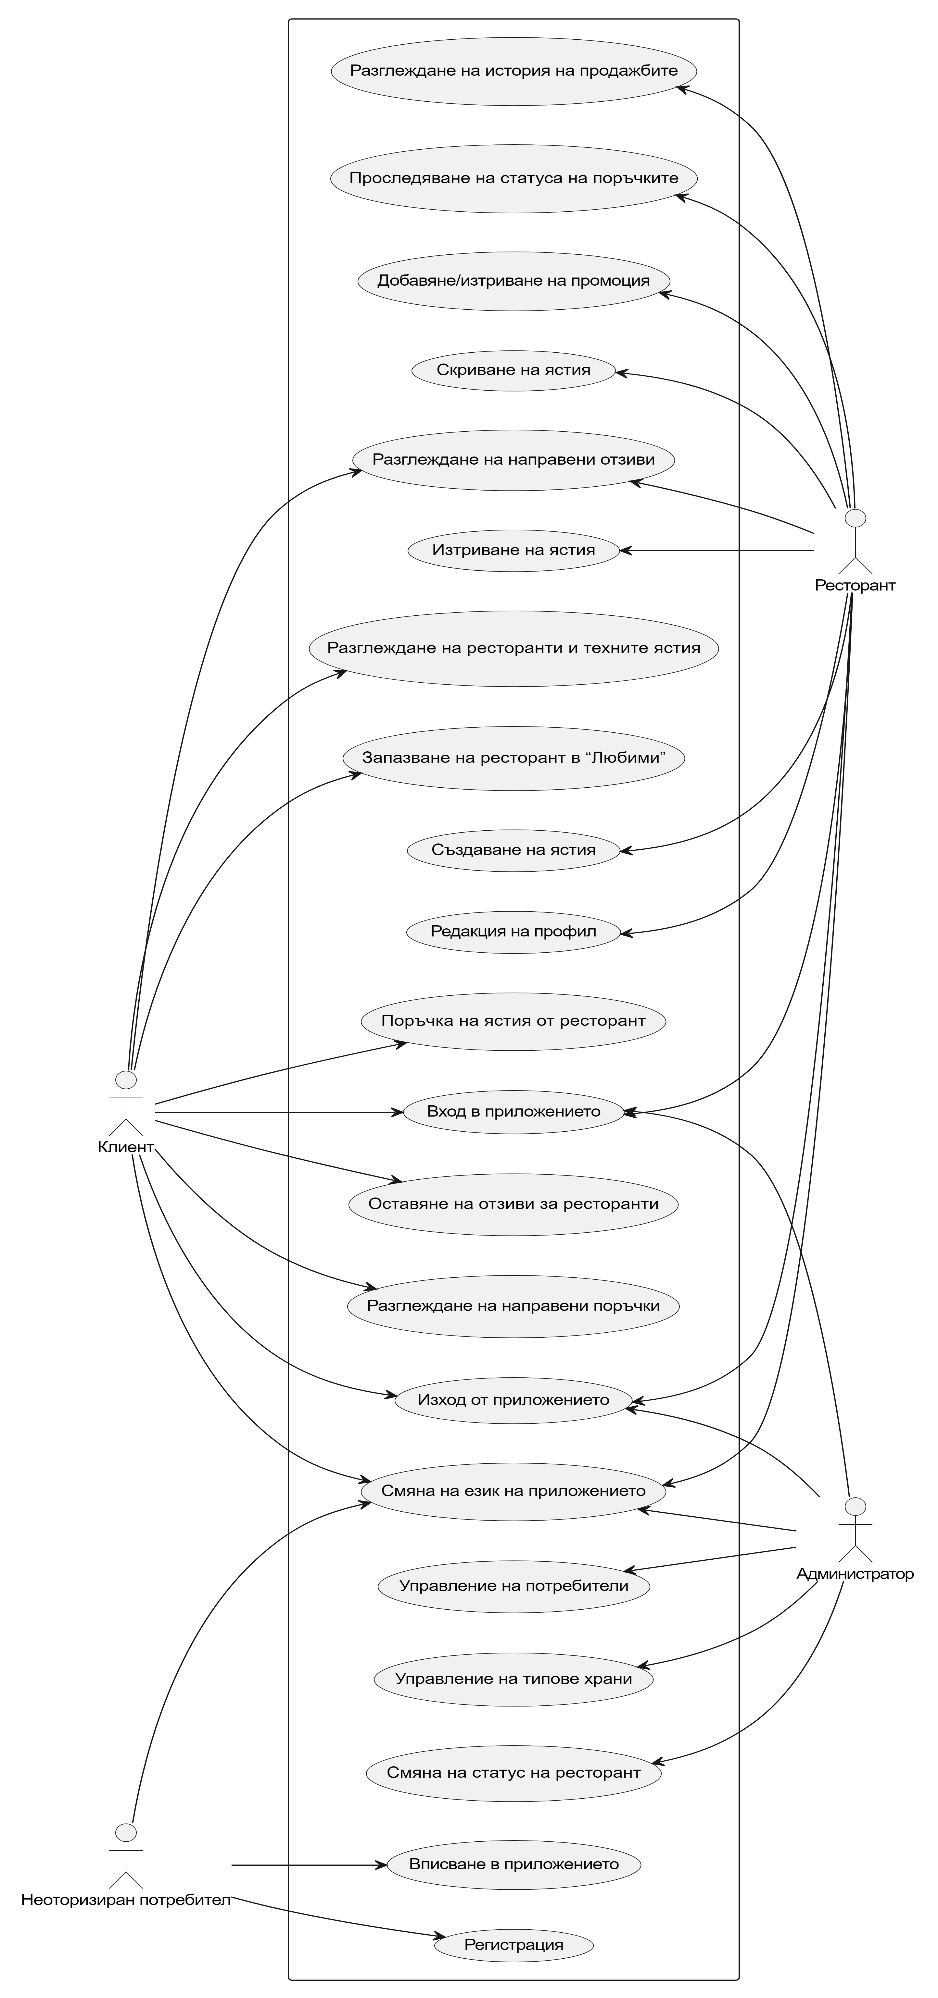 Разглеждане на история на продажбите
Проследяване на статуса на поръчките
Добавяне/изтриване на промоция
Скриване на ястия
Разглеждане на направени отзиви
Изтриване на ястия
Ресторант
Разглеждане на ресторанти и техните ястия
Запазване на ресторант в “Любими”
Създаване на ястия
Редакция на профил
Поръчка на ястия от ресторант
Вход в приложението
Клиент
Оставяне на отзиви за ресторанти
Разглеждане на направени поръчки
Изход от приложението
Смяна на език на приложението
Администратор
Управление на потребители
Управление на типове храни
Смяна на статус на ресторант
Вписване в приложението
Неоторизиран потребител
Регистрация